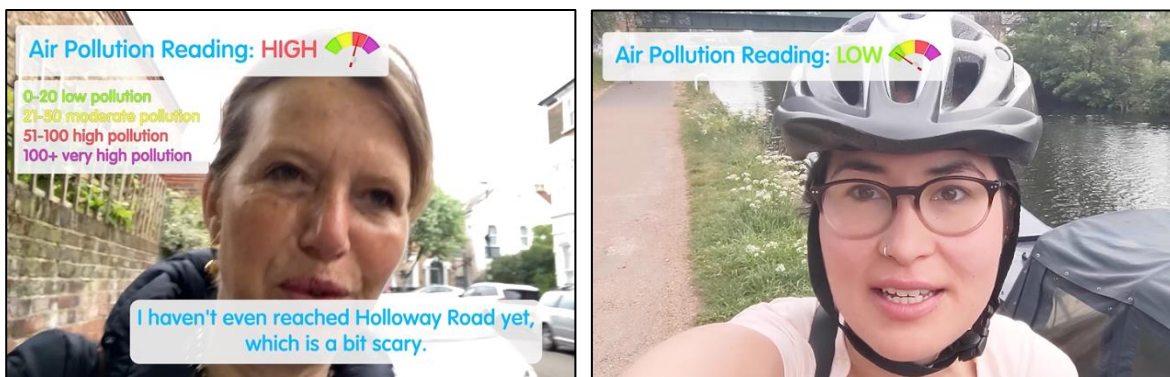 Air Pollution Reading: HIGH
0-20 low pollution
21-50 moderate pollution
51-100 high pollution
100+ very high pollution
I haven't even reached Holloway Road yet,
which is a bit scary.
Air Pollution Reading: LOW